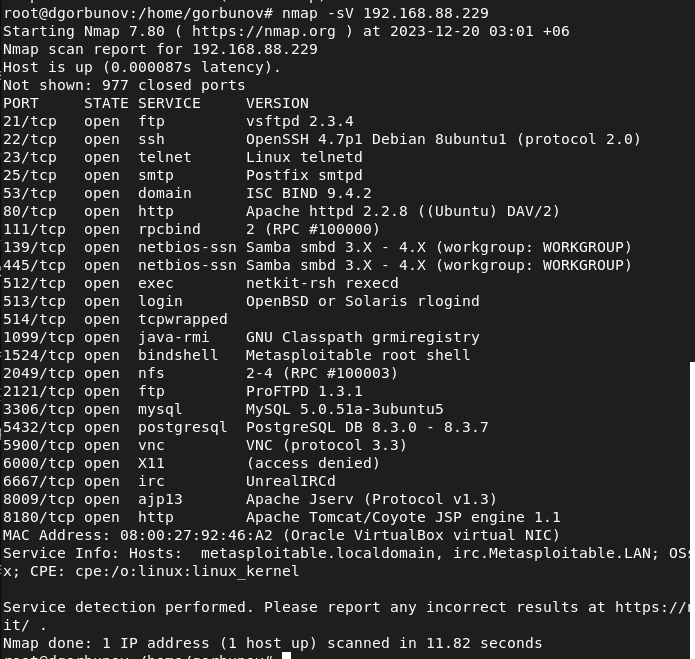 root@dgorbunov:/home/gorbunov# nmap -sV 192.168.88.229
Starting Nmap 7.80 ( https://nmap.org ) at 2023-12-20 03:01 +06
Nmap scan report for 192.168.88.229
Host is up (0.000087s latency).
Not shown: 977 closed ports
PORT     STATE SERVICE     VERSION
21/tcp   open  ftp         vsftpd 2.3.4
22/tcp   open  ssh         OpenSSH 4.7p1 Debian 8ubuntu1 (protocol 2.0)
23/tcp   open  telnet      Linux telnetd
25/tcp   open  smtp        Postfix smtpd
53/tcp   open  domain      ISC BIND 9.4.2
80/tcp   open  http        Apache httpd 2.2.8 ((Ubuntu) DAV/2)
111/tcp  open  rpcbind     2 (RPC #100000)
139/tcp  open  netbios-ssn Samba smbd 3.X - 4.X (workgroup: WORKGROUP)
445/tcp  open  netbios-ssn Samba smbd 3.X - 4.X (workgroup: WORKGROUP)
512/tcp  open  exec        netkit-rsh rexecd
513/tcp  open  login       OpenBSD or Solaris rlogind
514/tcp  open  tcpwrapped
1099/tcp open  java-rmi    GNU Classpath grmiregistry
1524/tcp open  bindshell   Metasploitable root shell
2049/tcp open  nfs         2-4 (RPC #100003)
2121/tcp open  ftp         ProFTPD 1.3.1
3306/tcp open  mysql       MySQL 5.0.51a-3ubuntu5
5432/tcp open  postgresql  PostgreSQL DB 8.3.0 - 8.3.7
5900/tcp open  vnc         VNC (protocol 3.3)
6000/tcp open  X11         (access denied)
6667/tcp open  irc         UnrealIRCd
8009/tcp open  ajp13       Apache Jserv (Protocol v1.3)
8180/tcp open  http        Apache Tomcat/Coyote JSP engine 1.1
MAC Address: 08:00:27:92:46:A2 (Oracle VirtualBox virtual NIC)
Service Info: Hosts:  metasploitable.localdomain, irc.Metasploitable.LAN; OSs
x; CPE: cpe:/o:linux:linux_kernel

Service detection performed. Please report any incorrect results at https://n
it/ .
Nmap done: 1 IP address (1 host up) scanned in 11.82 seconds
root@dgorbunov:/home/gorbunov#